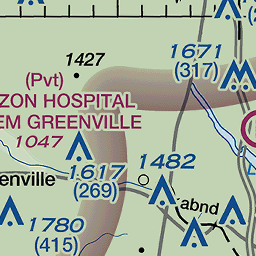 1427
1671
(317)
(Pvt)
ZON HOSPITAL
EM GREENVILLE
1047
1617
1482
enville
(269)
abnd
1780
(415)